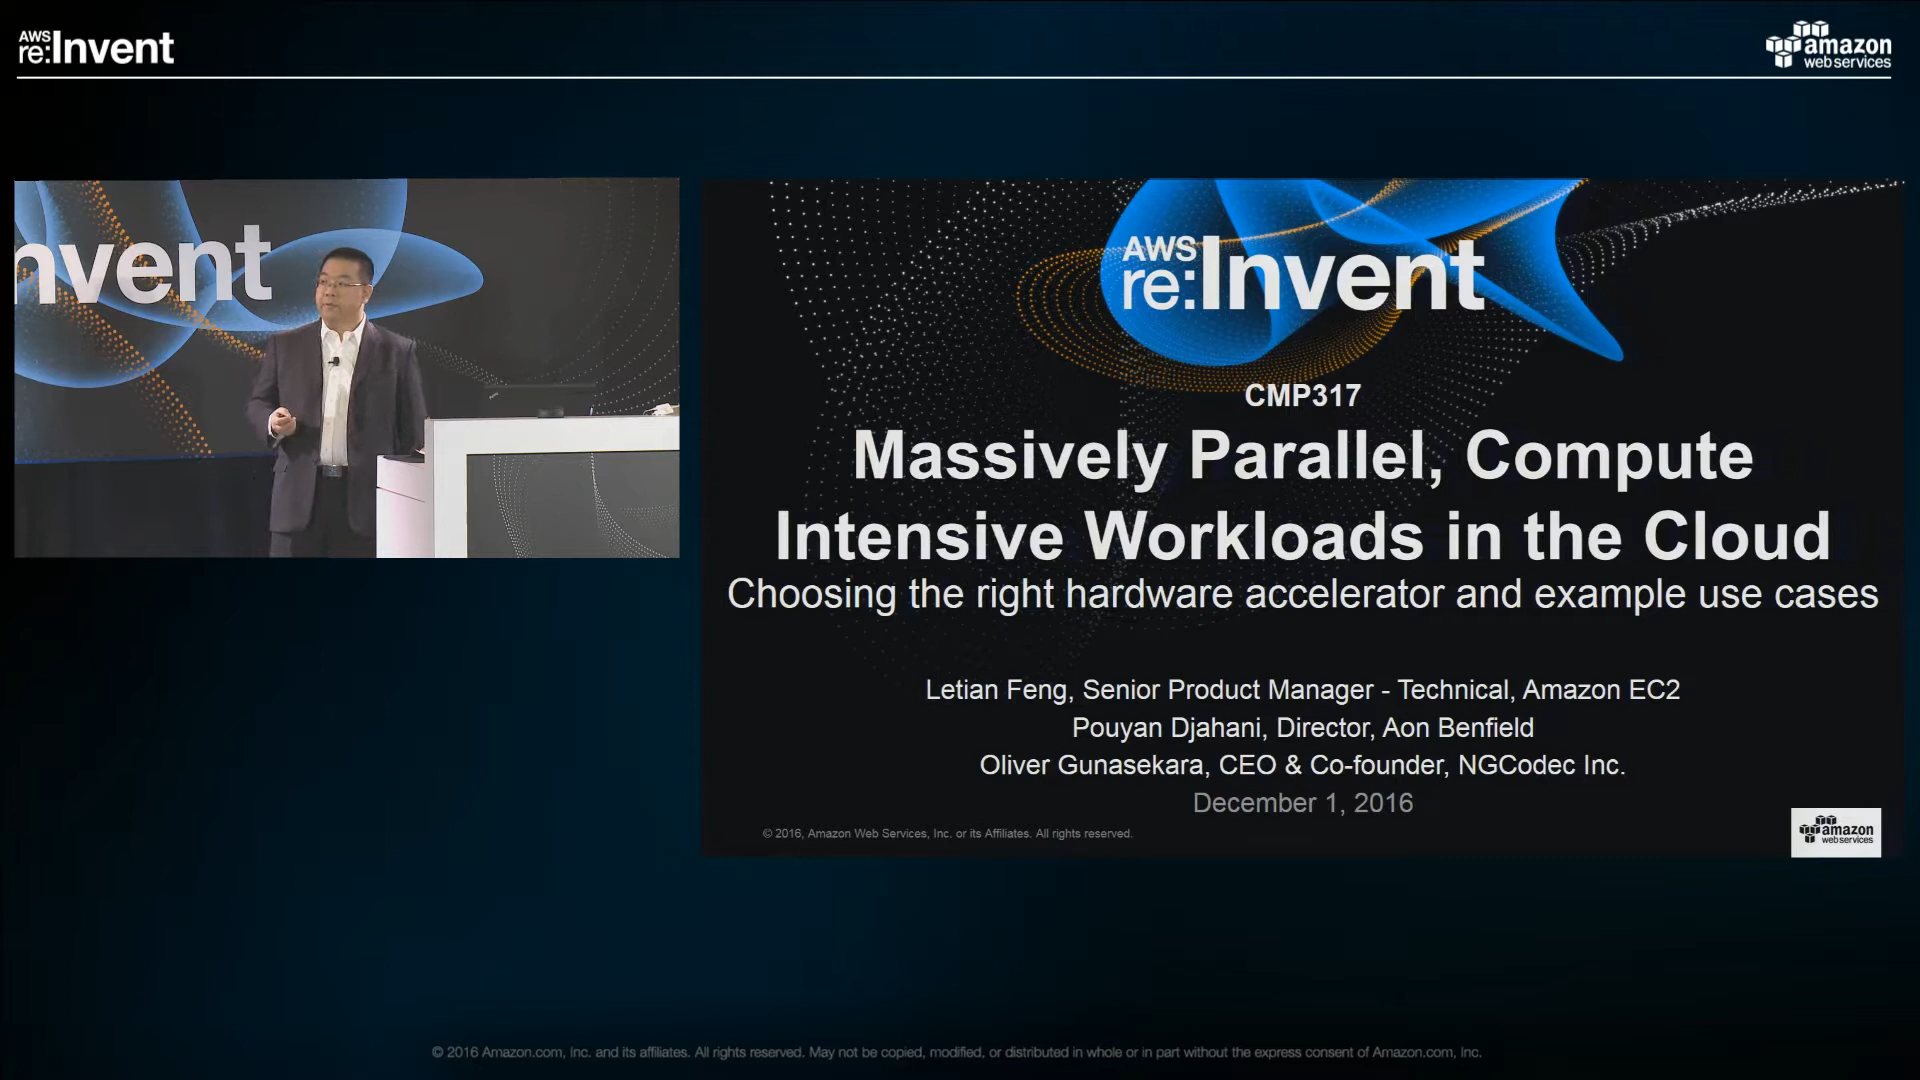 AWS
re:Invent
amazon
web services
nvent
AWS
re:Invent
CMP317
Massively Parallel, Compute
Intensive Workloads in the Cloud
Choosing the right hardware accelerator and example use cases
Letian Feng, Senior Product Manager - Technical, Amazon EC2
Pouyan Djahani, Director, Aon Benfield
Oliver Gunasekara, CEO & Co-founder, NGCodec Inc.
December 1, 2016
© 2016, Amazon Web Services, Inc. or its Affiliates. All rights reserved.
amazon
web services
© 2016 Amazon.com, Inc. and its affiliates. All rights reserved. May not be copied, modified, or distributed in whole or in part without the express consent of Amazon.com, Inc.